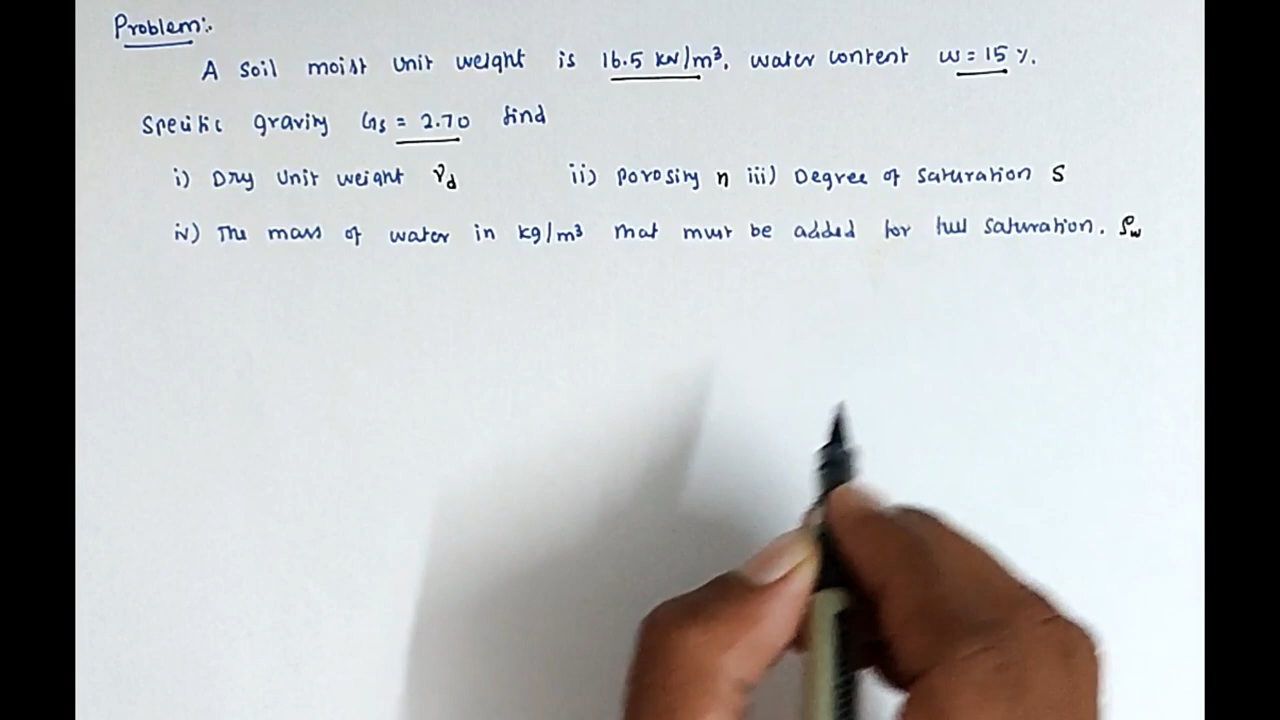 Problem:.
A soil moist unit weight is 16.5 kN/m³, water content w = 15 %.
specific gravity Gs = 2.70 find
i) Dry unit weight γd ii) porosity n iii) Degree of saturation S
iv) The mass of water in kg/m³ that must be added for full saturation. ρw